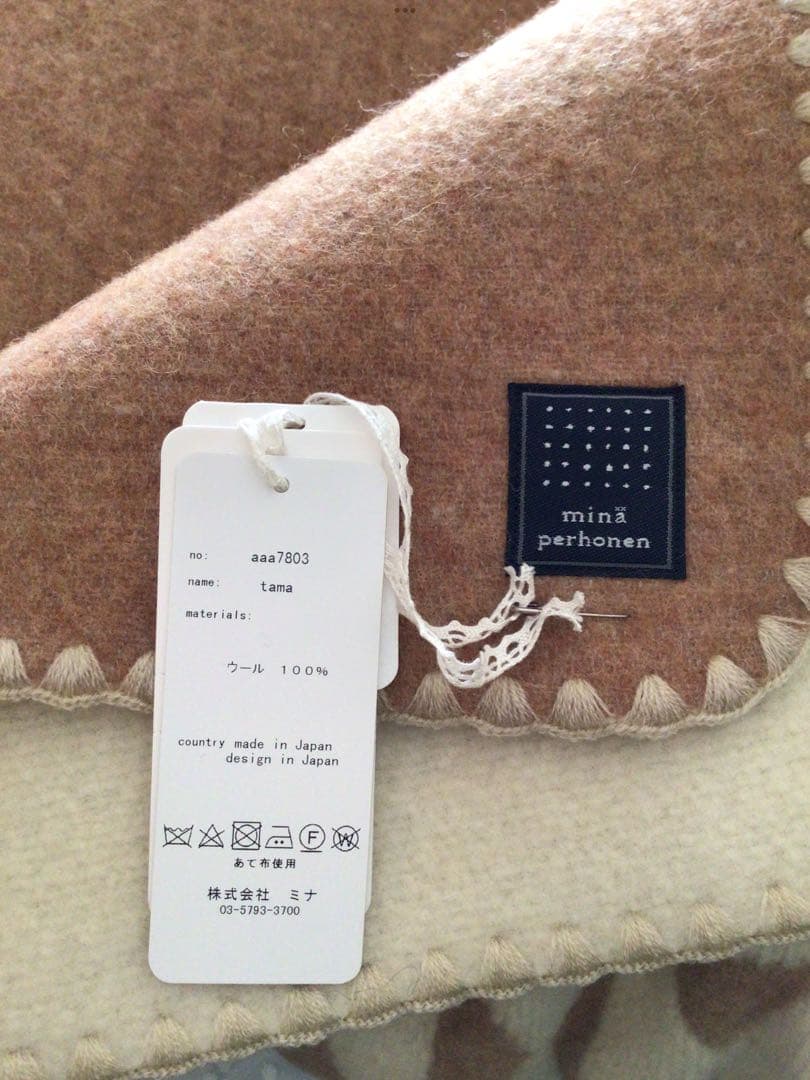 no: aaa7803
name: tama
materials:
ウール 100%
country made in Japan
design in Japan
F
W
あて布使用
株式会社 ミナ
03-5793-3700
minä
perhonen